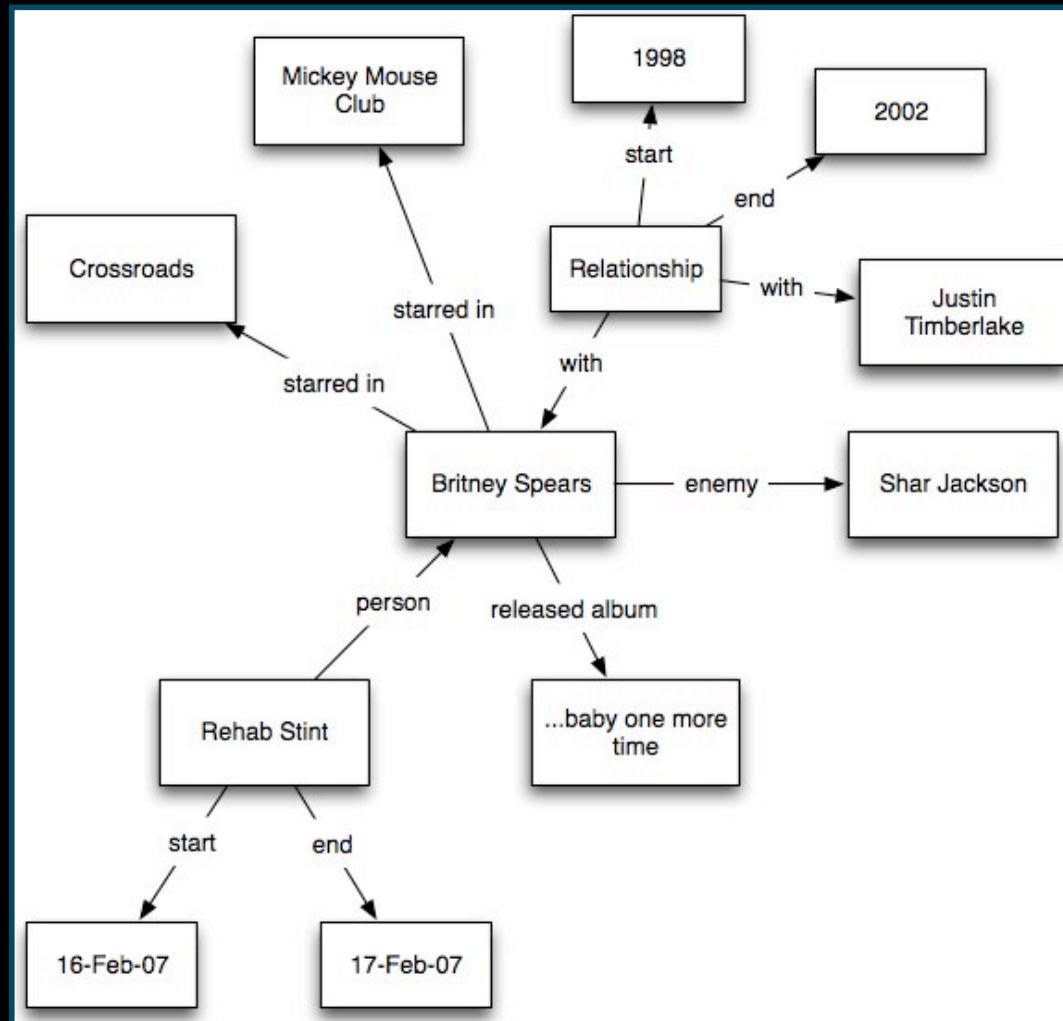 1998
Mickey Mouse
Club
2002
start
end
Crossroads
Relationship
with
Justin
Timberlake
starred in
with
starred in
Britney Spears
enemy
Shar Jackson
person
released album
Rehab Stint
...baby one more
time
start
end
16-Feb-07
17-Feb-07